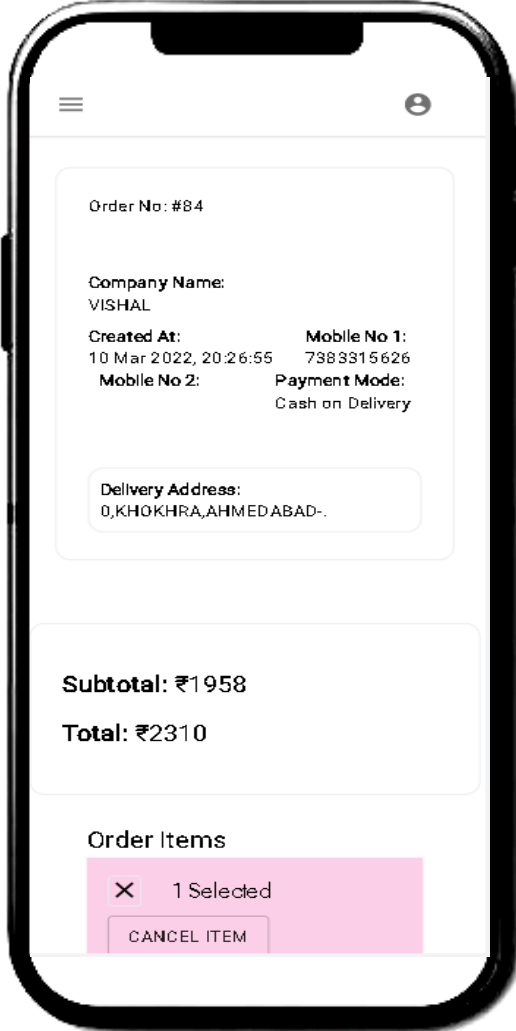 Order No: #84
Company Name:
VISHAL
Created At: Mobile No 1:
10 Mar 2022, 20:26:55 7383315626
Mobile No 2: Payment Mode:
Cash on Delivery
Delivery Address:
0,KHOKHRA,AHMEDABAD-.
Subtotal: ₹1958
Total: ₹2310
Order Items
1 Selected
CANCEL ITEM